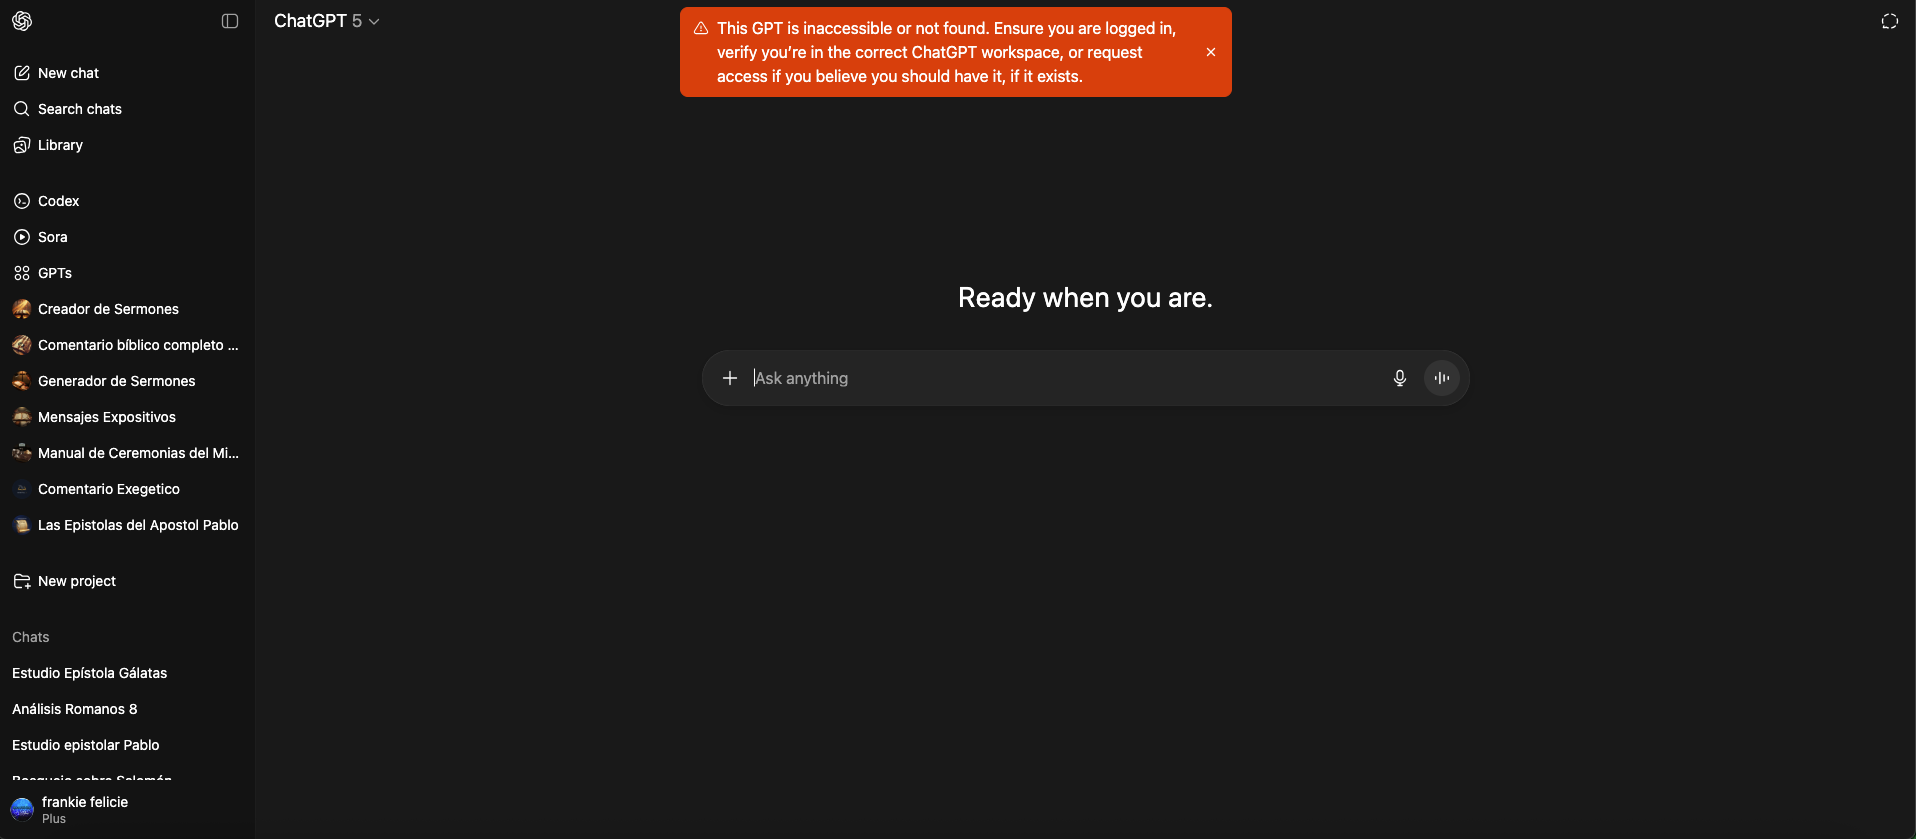 ChatGPT 5
This GPT is inaccessible or not found. Ensure you are logged in,
verify you’re in the correct ChatGPT workspace, or request
access if you believe you should have it, if it exists.
New chat
Search chats
Library
Codex
Sora
GPTs
Creador de Sermones
Comentario bíblico completo ...
Generador de Sermones
Mensajes Expositivos
Manual de Ceremonias del Mi...
Comentario Exegetico
Las Epistolas del Apostol Pablo
New project
Chats
Estudio Epístola Gálatas
Análisis Romanos 8
Estudio epistolar Pablo
Bosquejo sobre Salomón
frankie felicie
Plus
Ready when you are.
Ask anything